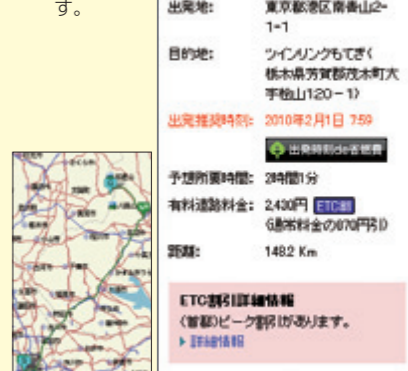 す。
出発地: 東京都港区南青山2-
1-1
目的地: ツインリンクもてぎ(
栃木県芳賀郡茂木町大
字桧山120-1)
出発推奨時刻: 2010年2月1日 7:59
出発時刻de省燃費
予想所要時間: 2時間1分
有料道路料金: 2,430円 ETC割
(通常料金の870円引)
距離: 148.2 Km
ETC割引詳細情報
(首都)ピーク割引があります。
詳細情報